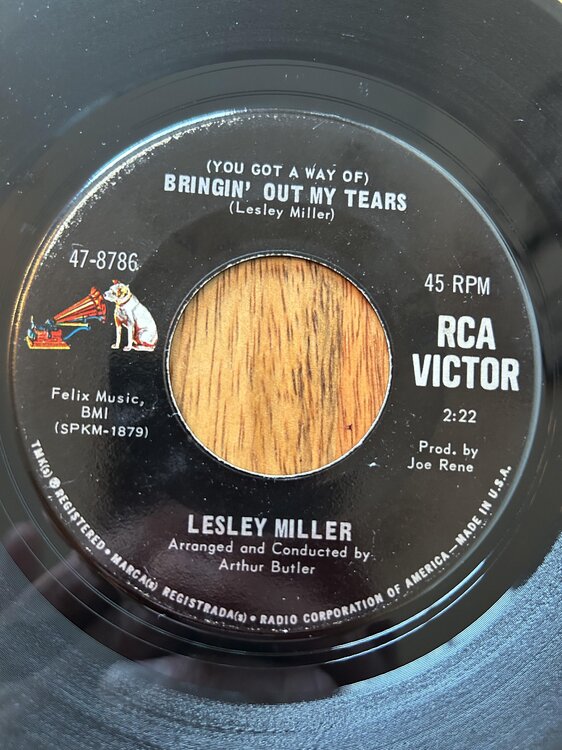 (YOU GOT A WAY OF)
BRINGIN' OUT MY TEARS
(Lesley Miller)
47-8786
45 RPM
RCA
VICTOR
Felix Music,
BMI
(SPKM-1879)
2:22
Prod. by
Joe Rene
LESLEY MILLER
Arranged and Conducted by
Arthur Butler
TMK(s) ® REGISTERED • MARCA(s) REGISTRADA(s) • RADIO CORPORATION OF AMERICA—MADE IN U.S.A.